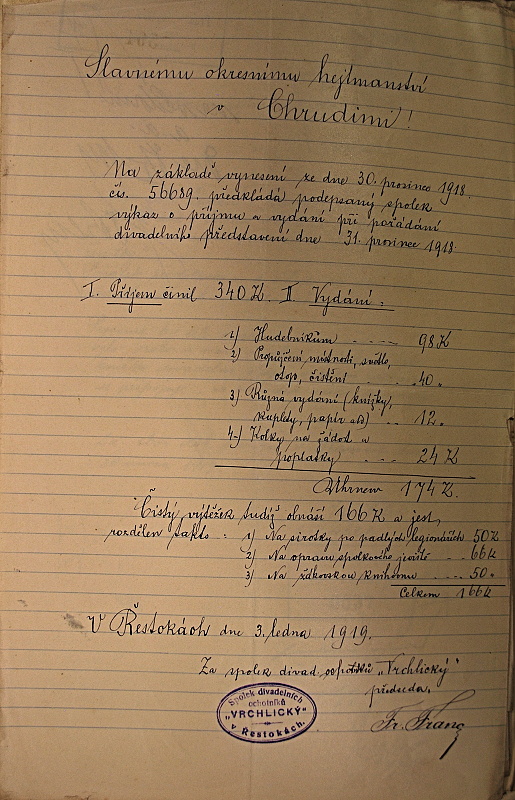 Slavnému okresnímu hejtmanství
v Chrudimi!
Na základě vynesení ze dne 30. prosince 1918
čís. 56689. předkládá podepsaný spolek
výkaz o příjmu a vydání při pořádání
divadelního představení dne 31. prosince 1918
I. Příjem činil 340 K. II Vydání:
1) Hudebníkům 98 K
2) Propůjčení místnosti, světlo,
otop, čištění 40.
3) Různá vydání (knížky,
kuplety, papír atd) 12.
4) Kolky na žádost a
poplatky 24 K
Úhrnem 174 K.
Čistý výtěžek tudíž obnáší 166 K a jest
rozdělen takto: 1) Na sirotky po padlých legionářích 50 K
2) Na opravu spolkového jeviště 66 K
3) Na žákovskou knihovnu 50.
Celkem 166 K
V Řestokách dne 3. ledna 1919.
Za spolek divad. ochotníků „Vrchlický"
předseda.
Fr. Franc
Spolek divadelních
ochotníků
„VRCHLICKÝ"
v Řestokách.